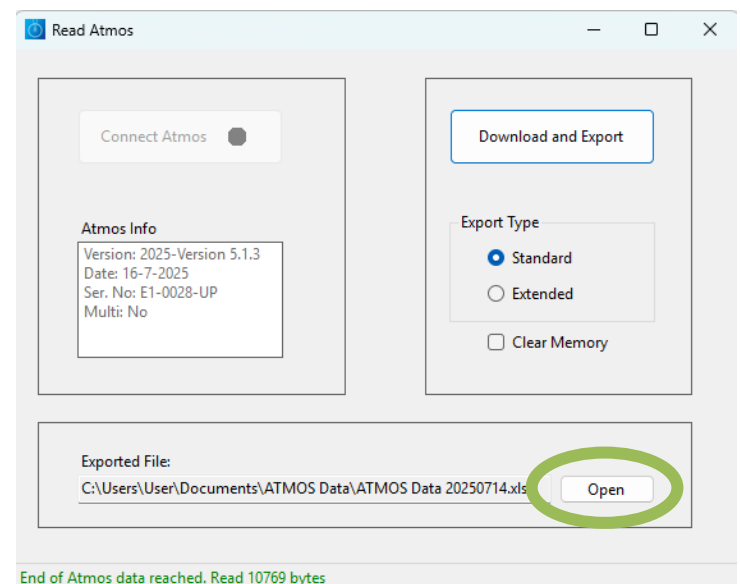 Read Atmos
Connect Atmos
Download and Export
Atmos Info
Version: 2025-Version 5.1.3
Date: 16-7-2025
Ser. No: E1-0028-UP
Multi: No
Export Type
Standard
Extended
Clear Memory
Exported File:
C:\Users\User\Documents\ATMOS Data\ATMOS Data 20250714.xls
Open
End of Atmos data reached. Read 10769 bytes